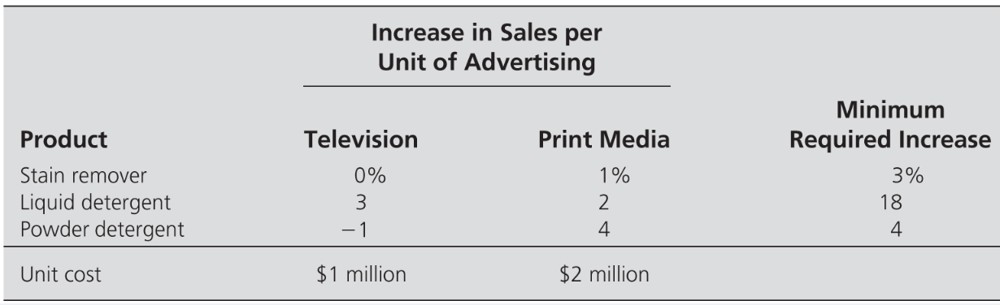 Increase in Sales per
Unit of Advertising
Minimum
Product Television Print Media Required Increase
Stain remover 0% 1% 3%
Liquid detergent 3 2 18
Powder detergent −1 4 4
Unit cost $1 million $2 million